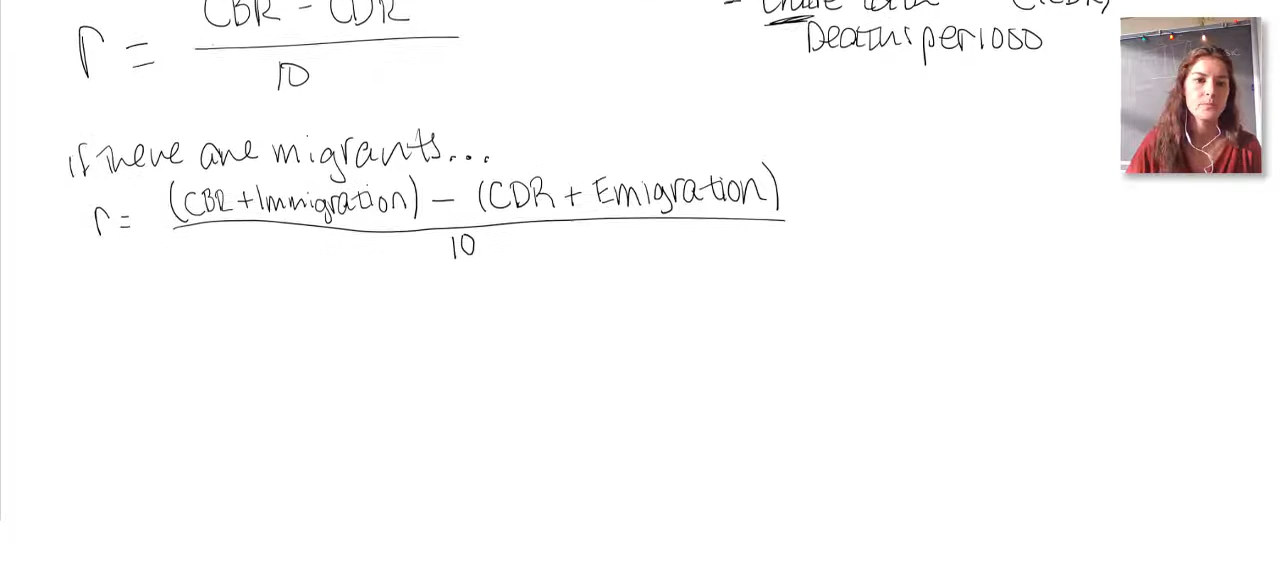 CBR - CDR
r =
10
Deaths per 1000
if there are migrants...
r = (CBR + Immigration) - (CDR + Emigration)
10